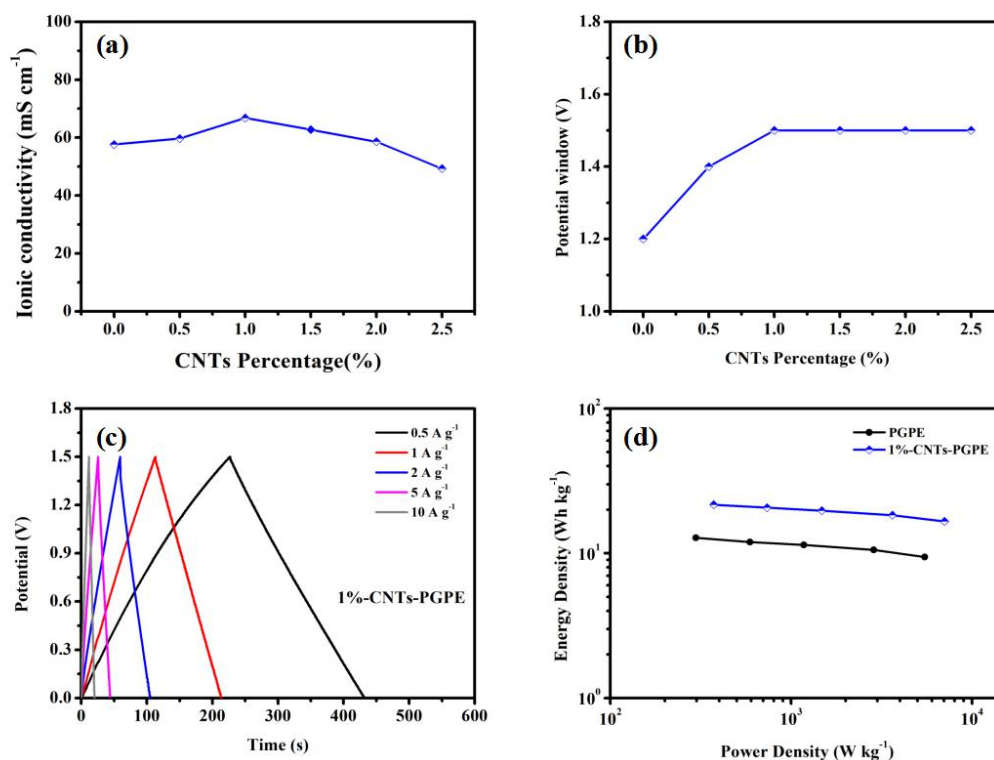 (a)
Ionic conductivity (mS cm⁻¹)
100
80
60
40
20
0
0.0 0.5 1.0 1.5 2.0 2.5
CNTs Percentage(%)
(b)
Potential window (V)
1.8
1.6
1.4
1.2
1.0
0.0 0.5 1.0 1.5 2.0 2.5
CNTs Percentage (%)
(c)
Potential (V)
1.8
1.5
1.2
0.9
0.6
0.3
0.0
0.5 A g⁻¹
1 A g⁻¹
2 A g⁻¹
5 A g⁻¹
10 A g⁻¹
1%-CNTs-PGPE
0 100 200 300 400 500 600
Time (s)
(d)
Energy Density (Wh kg⁻¹)
10²
10¹
10⁰
PGPE
1%-CNTs-PGPE
10² 10³ 10⁴
Power Density (W kg⁻¹)